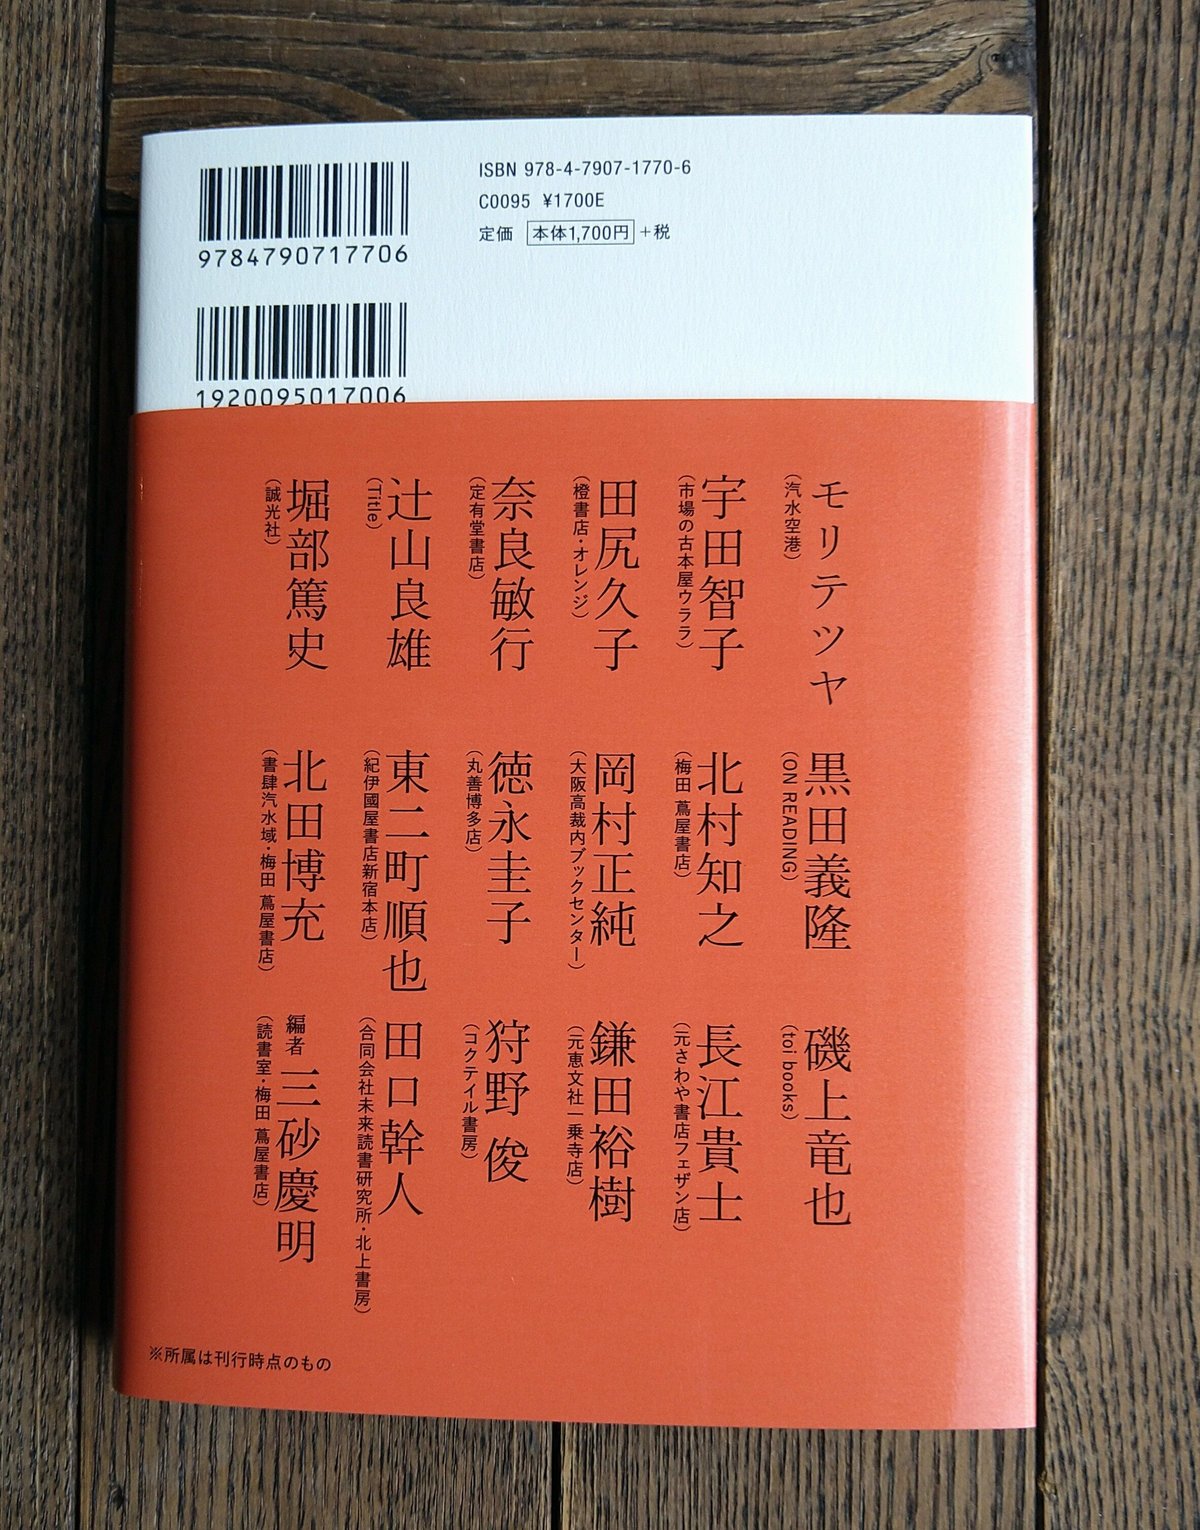 9784790717706
1920095017006
ISBN 978-4-7907-1770-6
C0095 ¥1700E
定価 本体1,700円+税
モリテツヤ
(汽水空港)
宇田智子
(市場の古本屋ウララ)
田尻久子
(橙書店・オレンジ)
奈良敏行
(定有堂書店)
辻山良雄
(Title)
堀部篤史
(誠光社)
黒田義隆
(ON READING)
北村知之
(梅田 蔦屋書店)
岡村正純
(大阪高裁内ブックセンター)
徳永圭子
(丸善博多店)
東二町順也
(紀伊國屋書店新宿本店)
北田博充
(書肆汽水域・梅田 蔦屋書店)
磯上竜也
(toi books)
長江貴士
(元さわや書店フェザン店)
鎌田裕樹
(元恵文社一乗寺店)
狩野 俊
(コクテイル書房)
田口幹人
(合同会社未来読書研究所・北上書房)
編者 三砂慶明
(読書室・梅田 蔦屋書店)
※所属は刊行時点のもの